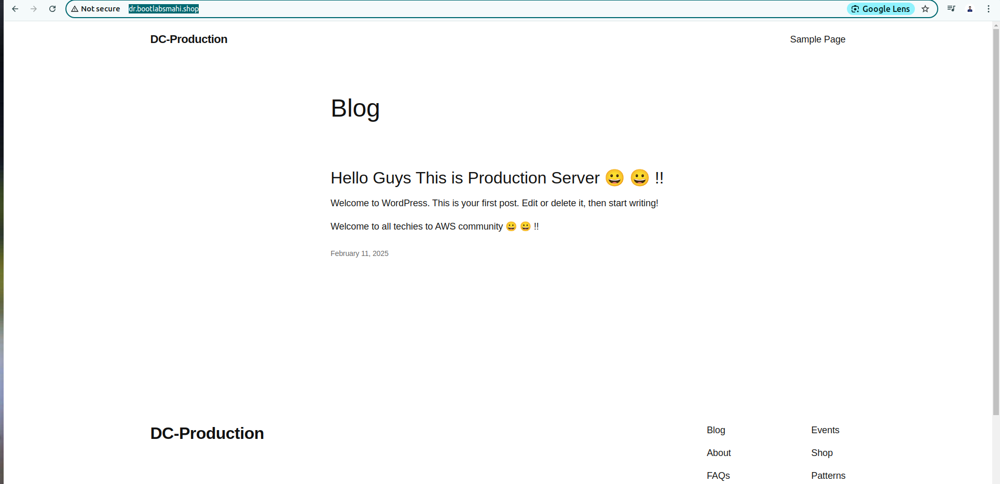 Not secure dr.bootlabsmahi.shop Google Lens
DC-Production Sample Page
Blog
Hello Guys This is Production Server 😀 😀 !!
Welcome to WordPress. This is your first post. Edit or delete it, then start writing!
Welcome to all techies to AWS community 😀 😀 !!
February 11, 2025
DC-Production
Blog Events
About Shop
FAQs Patterns